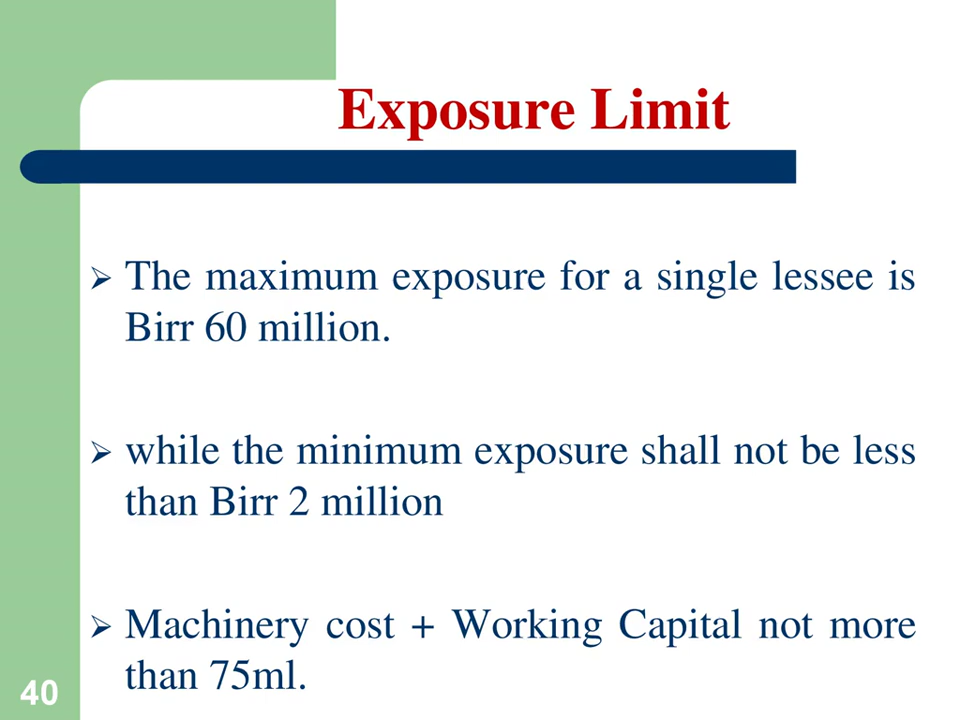 Exposure Limit
➢ The maximum exposure for a single lessee is
Birr 60 million.
➢ while the minimum exposure shall not be less
than Birr 2 million
➢ Machinery cost + Working Capital not more
than 75ml.
40